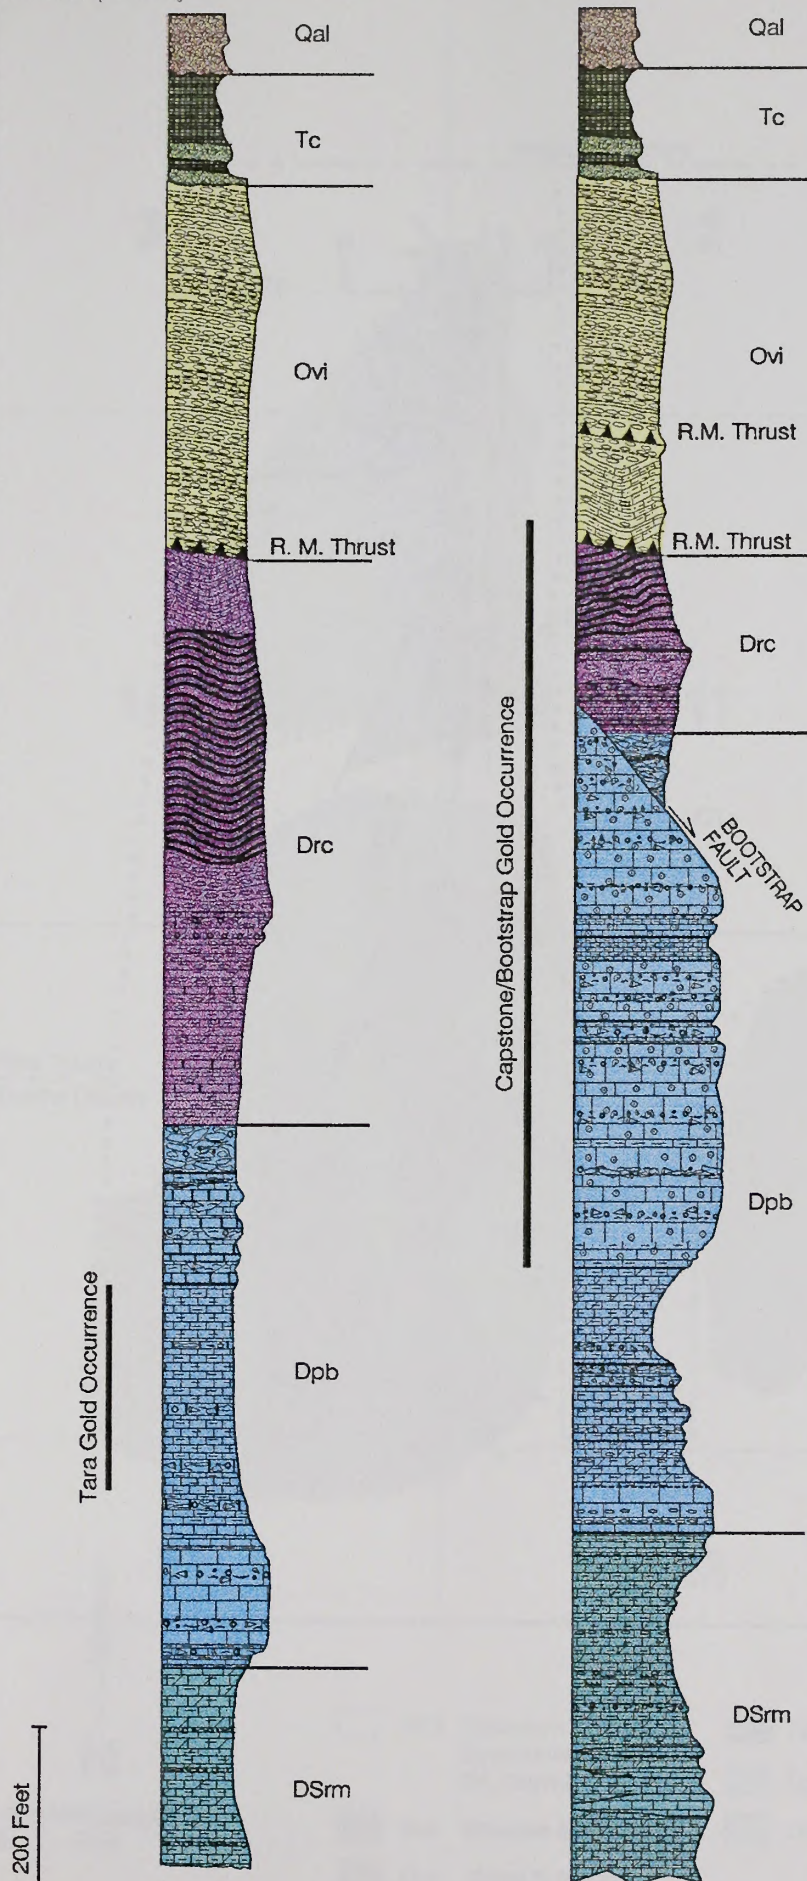 Qal
Tc
Ovi
R. M. Thrust
Drc
Dpb
DSrm
Tara Gold Occurrence
200 Feet
Qal
Tc
Ovi
R.M. Thrust
R.M. Thrust
Drc
BOOTSTRAP
FAULT
Dpb
DSrm
Capstone/Bootstrap Gold Occurrence